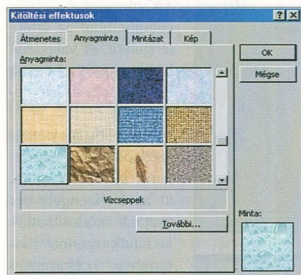 Kitöltési effektusok
Átmenetes Anyagminta Mintázat Kép
OK
Mégse
Anyagminta:
Vízcseppek
További...
Minta: